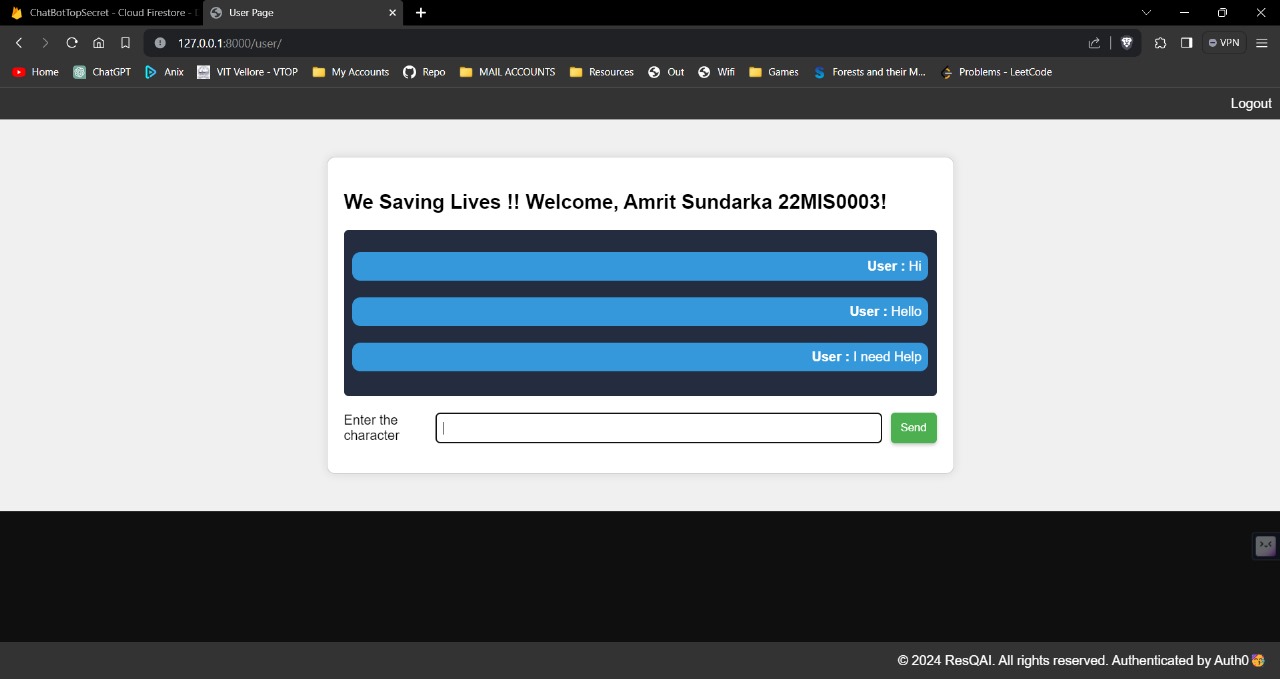 ChatBotTopSecret - Cloud Firestore -
User Page
127.0.0.1:8000/user/
VPN
Home ChatGPT Anix VIT Vellore - VTOP My Accounts Repo MAIL ACCOUNTS Resources Out Wifi Games Forests and their M... Problems - LeetCode
Logout
We Saving Lives !! Welcome, Amrit Sundarka 22MIS0003!
User : Hi
User : Hello
User : I need Help
Enter the
character
Send
© 2024 ResQAI. All rights reserved. Authenticated by Auth0